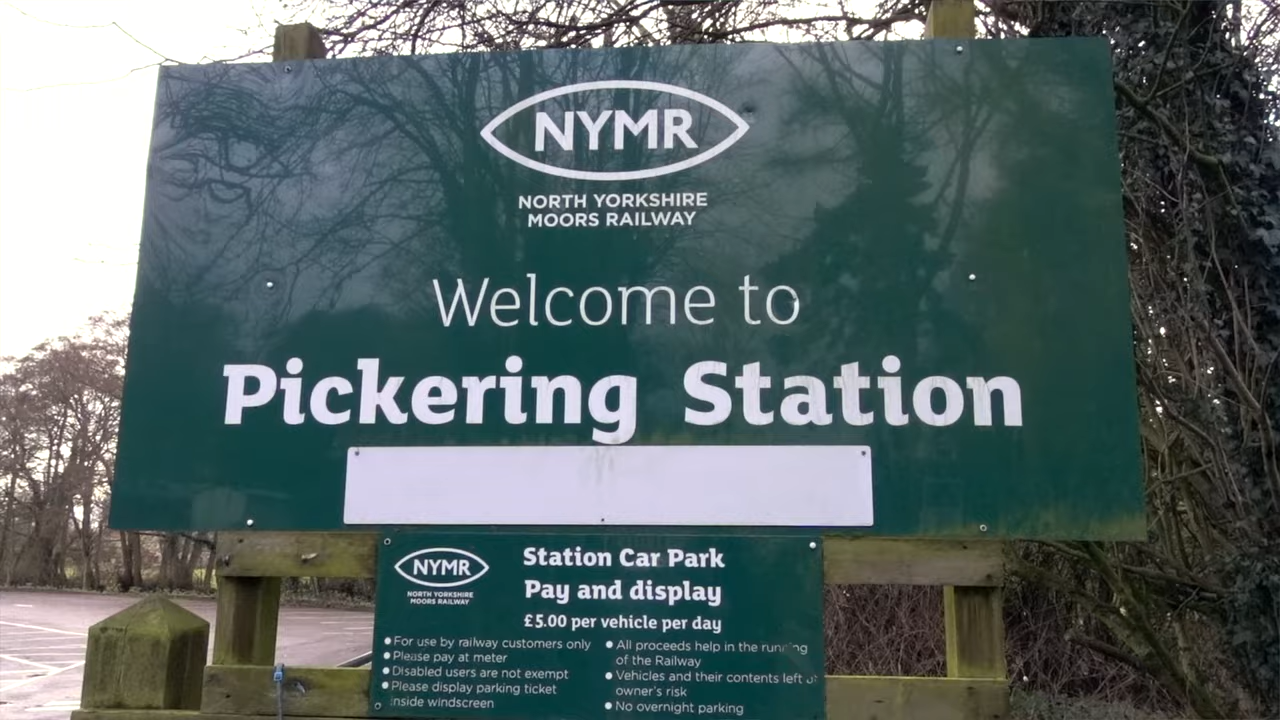 NYMR
NORTH YORKSHIRE
MOORS RAILWAY
Welcome to
Pickering Station
NYMR
NORTH YORKSHIRE
MOORS RAILWAY
Station Car Park
Pay and display
£5.00 per vehicle per day
• For use by railway customers only
• Please pay at meter
• Disabled users are not exempt
• Please display parking ticket
inside windscreen
• All proceeds help in the running
of the Railway
• Vehicles and their contents left at
owner's risk
• No overnight parking